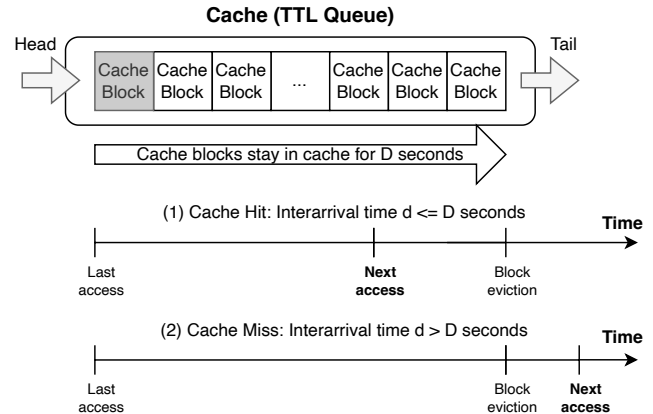 Cache (TTL Queue)
Head
Tail
Cache Block
Cache Block
Cache Block
...
Cache Block
Cache Block
Cache Block
Cache blocks stay in cache for D seconds
(1) Cache Hit: Interarrival time d <= D seconds
Time
Last access
Next access
Block eviction
(2) Cache Miss: Interarrival time d > D seconds
Time
Last access
Block eviction
Next access